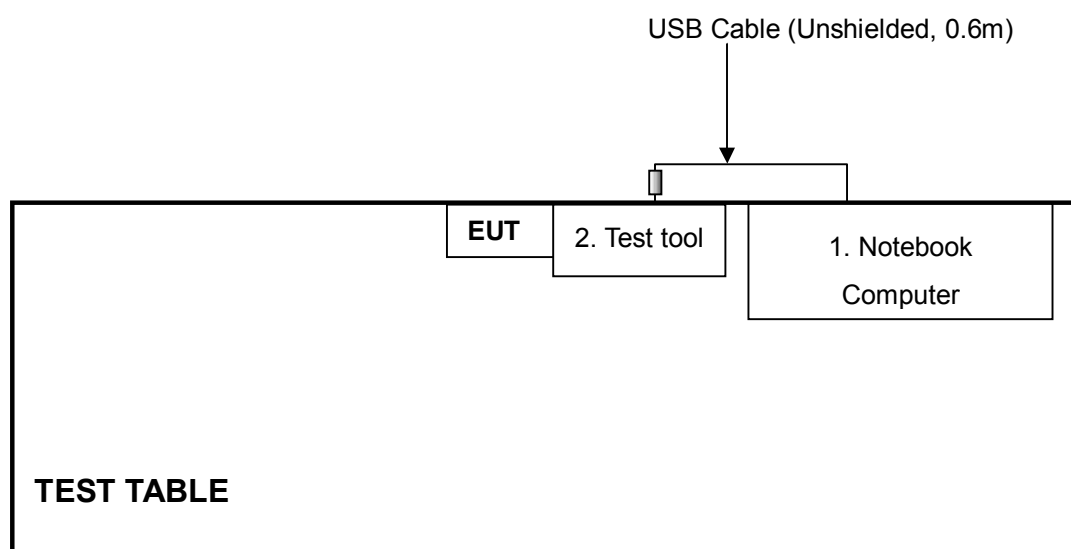 USB Cable (Unshielded, 0.6m)
EUT
2. Test tool
1. Notebook
Computer
TEST TABLE